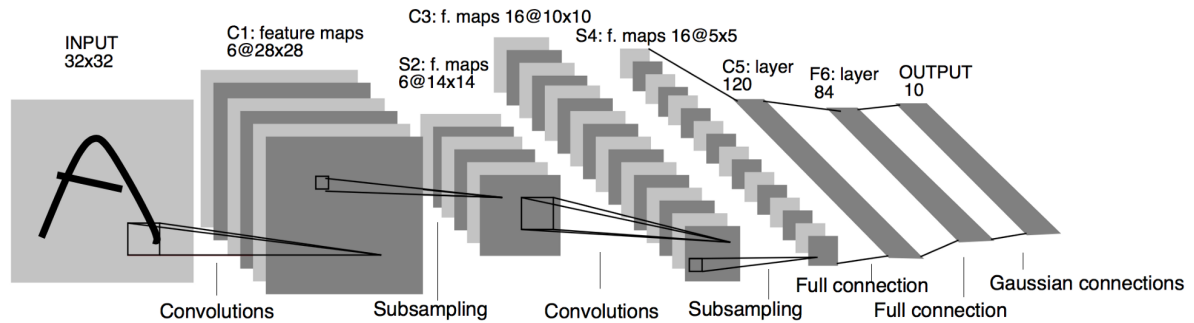 INPUT
32x32
C1: feature maps
6@28x28
S2: f. maps
6@14x14
C3: f. maps 16@10x10
S4: f. maps 16@5x5
C5: layer
120
F6: layer
84
OUTPUT
10
Convolutions
Subsampling
Convolutions
Subsampling
Full connection
Full connection
Gaussian connections
A